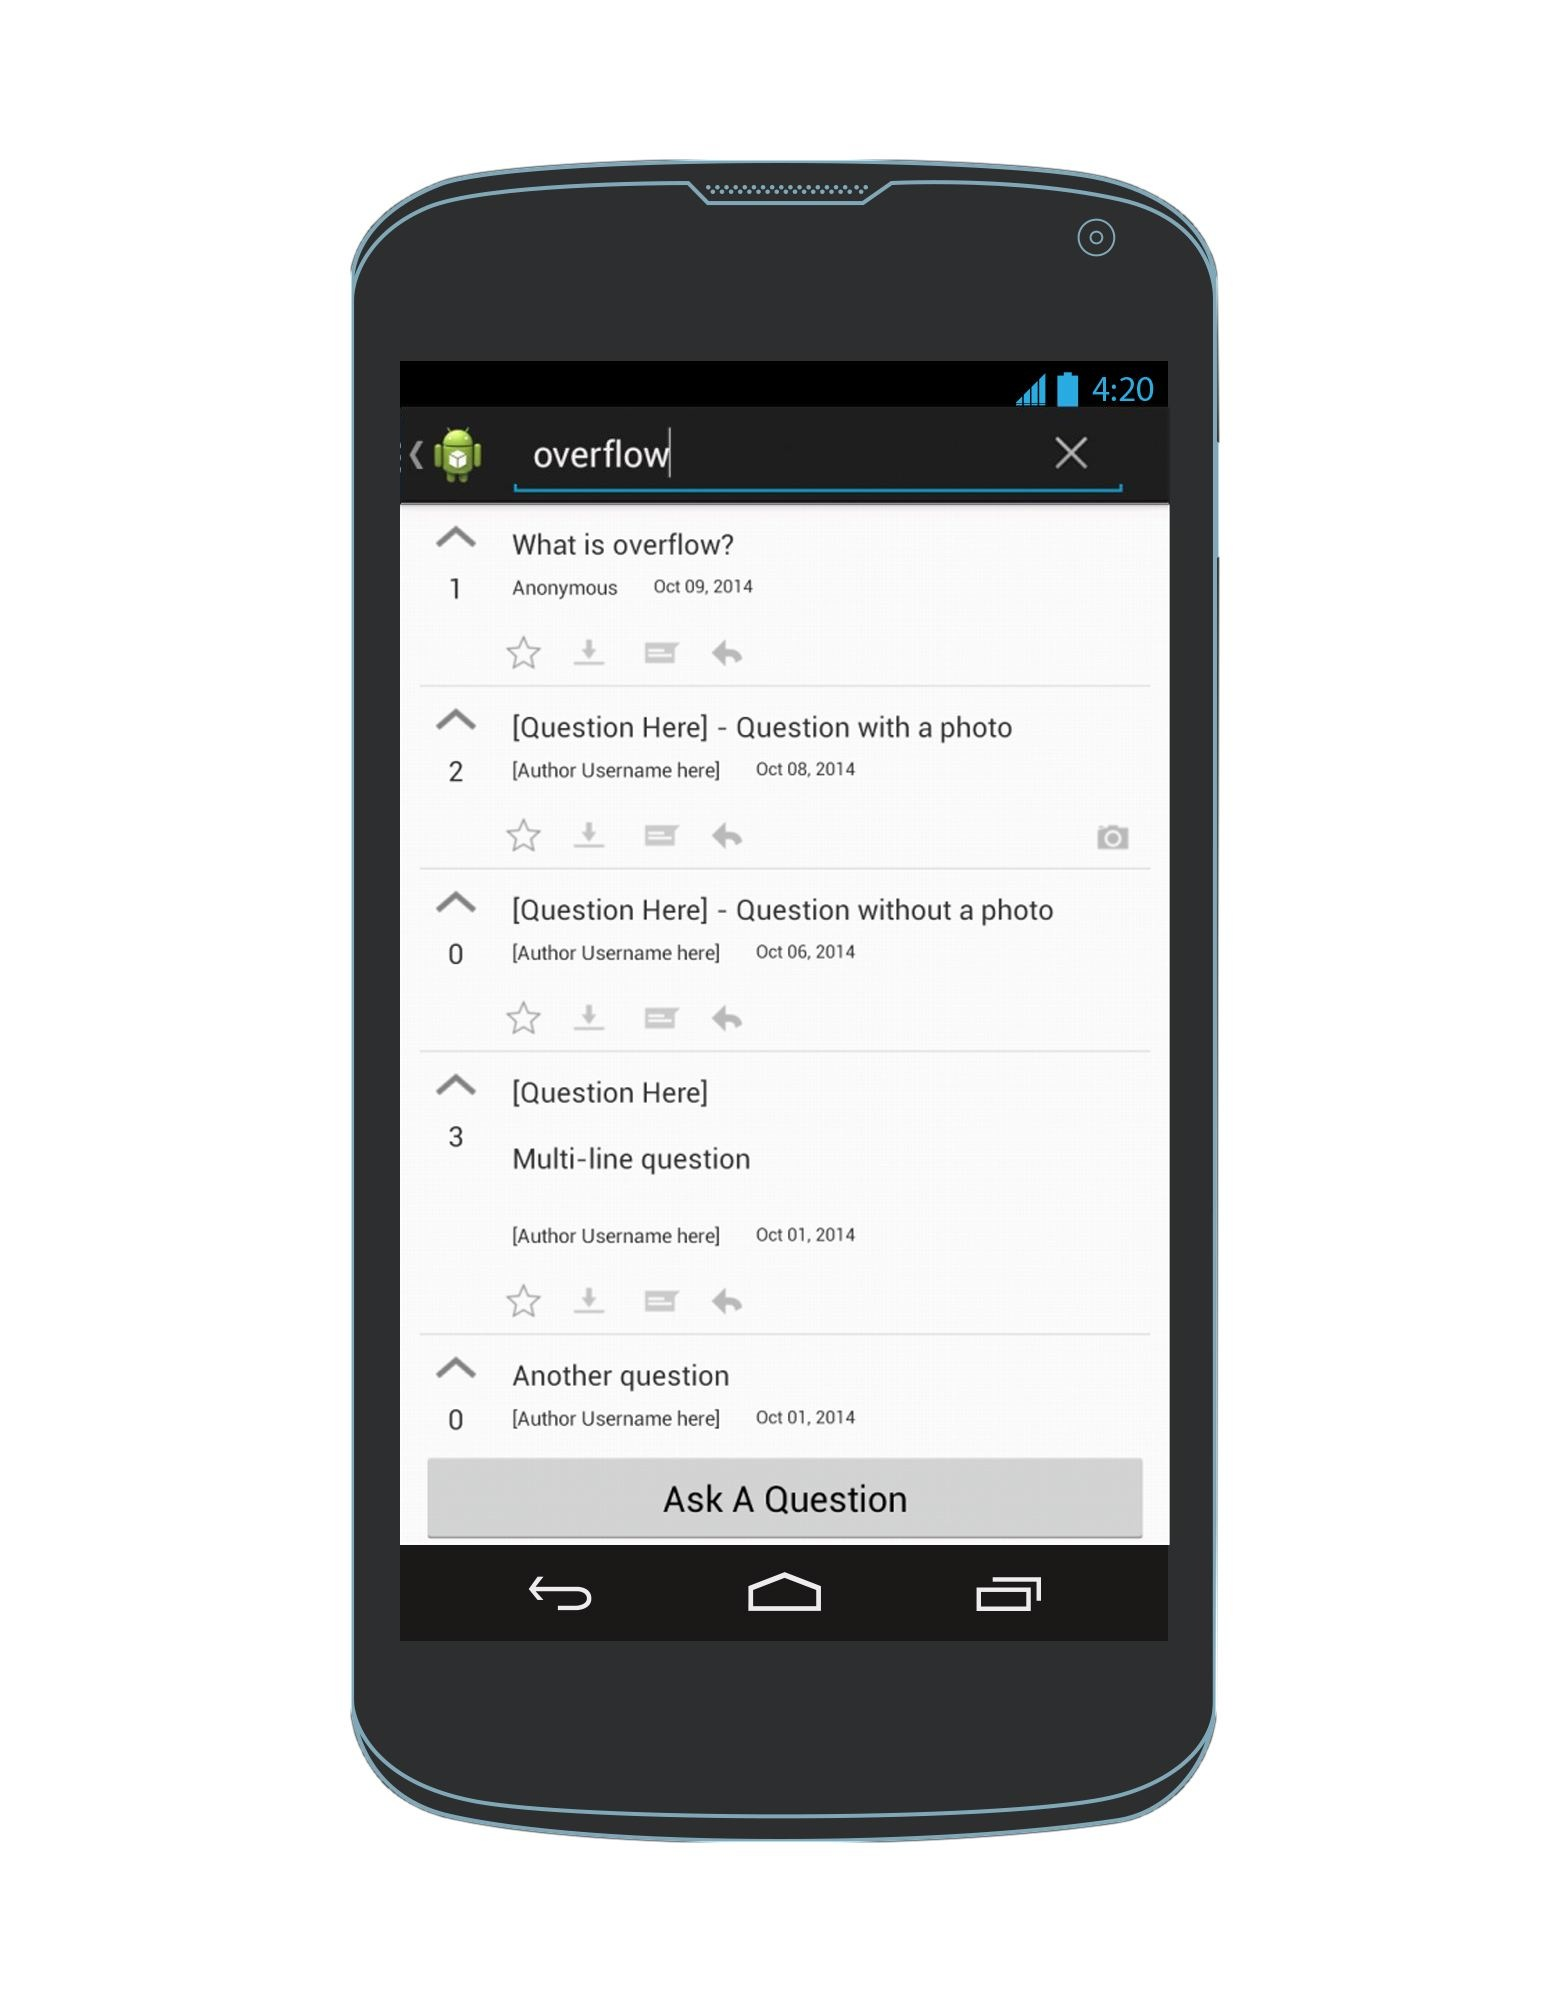 4:20
overflow
What is overflow?
1
Anonymous Oct 09, 2014
[Question Here] - Question with a photo
2
[Author Username here] Oct 08, 2014
[Question Here] - Question without a photo
0
[Author Username here] Oct 06, 2014
[Question Here]
3
Multi-line question
[Author Username here] Oct 01, 2014
Another question
0
[Author Username here] Oct 01, 2014
Ask A Question